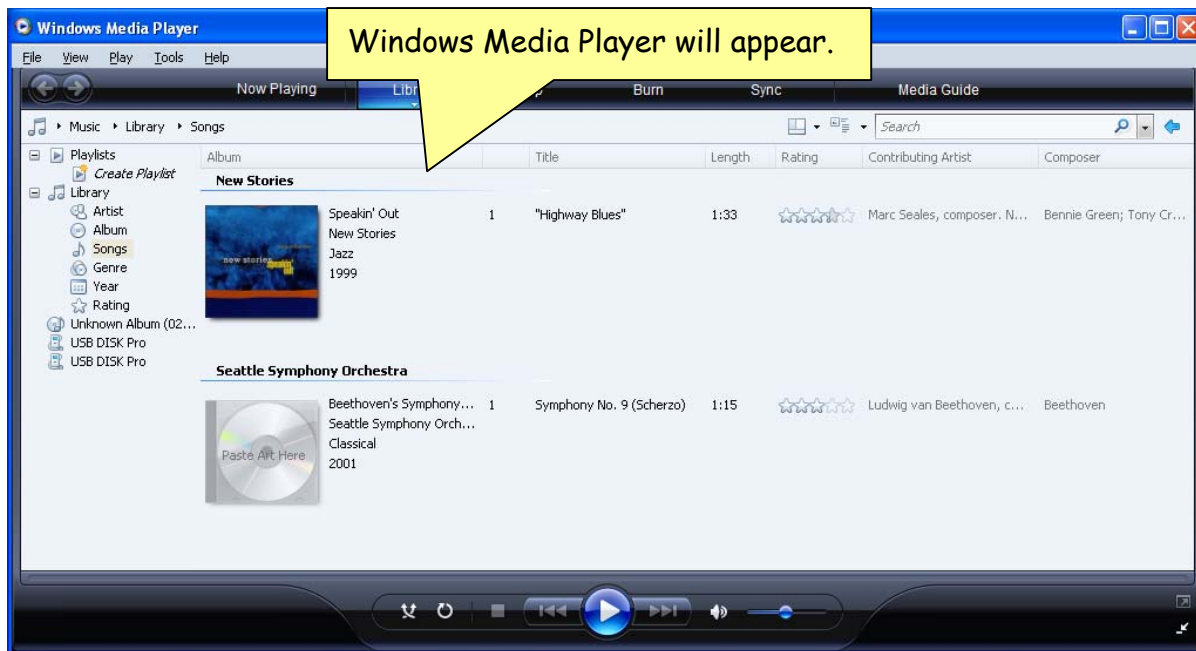 Windows Media Player
Windows Media Player will appear.
File View Play Tools Help
Now Playing Burn Sync Media Guide
Music Library Songs
Search
Playlists
Create Playlist
Library
Artist
Album
Songs
Genre
Year
Rating
Unknown Album (02...
USB DISK Pro
USB DISK Pro
Album Title Length Rating Contributing Artist Composer
New Stories
new stories
Speakin' Out 1 "Highway Blues" 1:33 Marc Seales, composer. N... Bennie Green; Tony Cr...
New Stories
Jazz
1999
Seattle Symphony Orchestra
Paste Art Here
Beethoven's Symphony... 1 Symphony No. 9 (Scherzo) 1:15 Ludwig van Beethoven, c... Beethoven
Seattle Symphony Orch...
Classical
2001